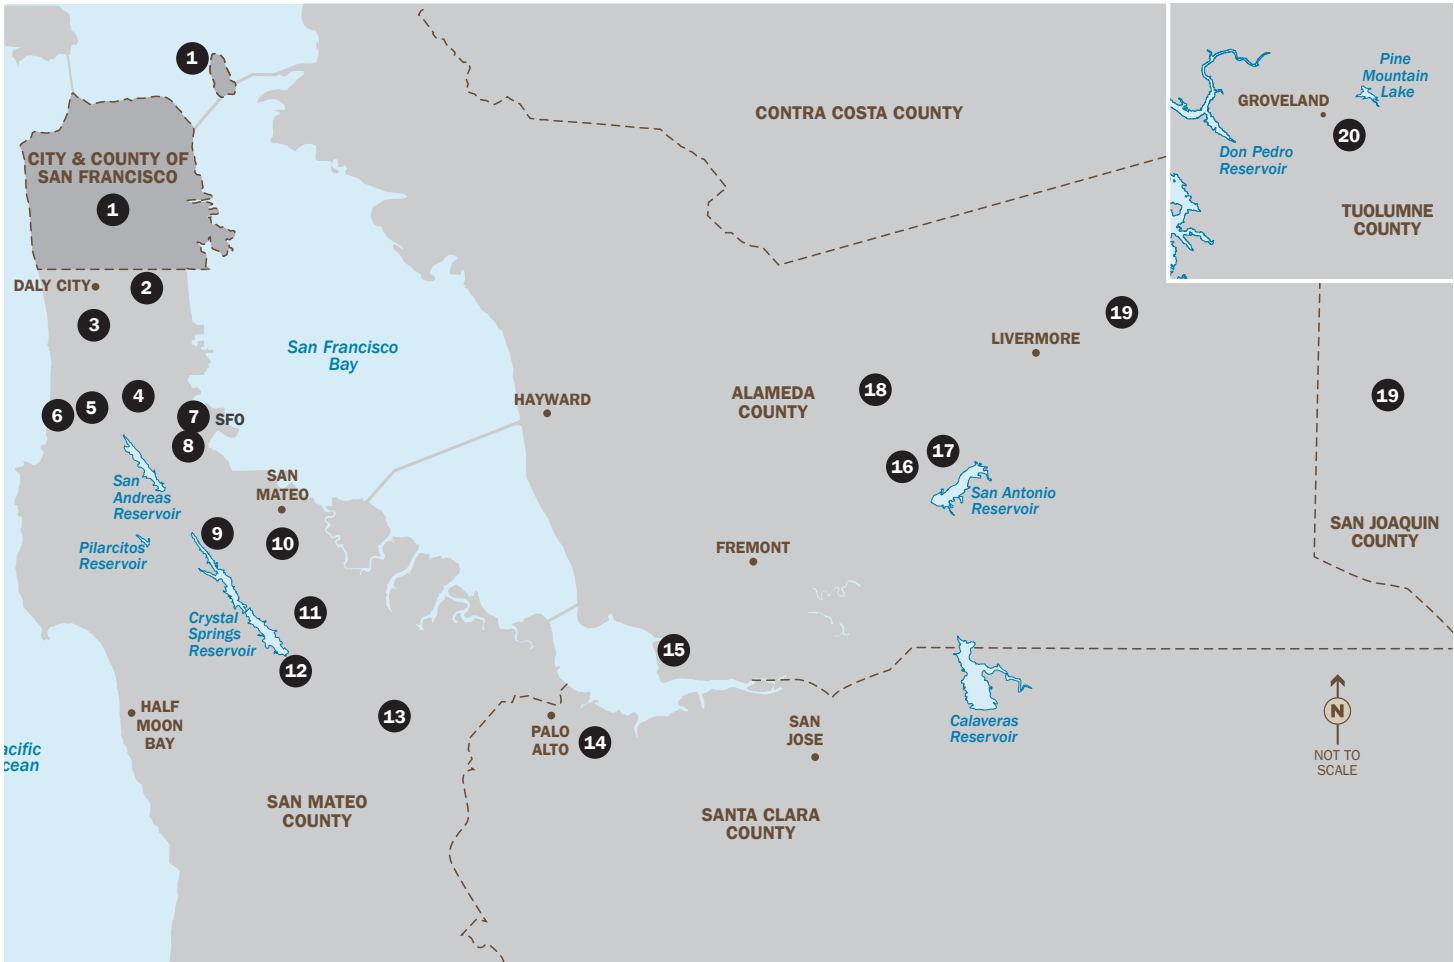 1
CONTRA COSTA COUNTY
CITY & COUNTY OF
SAN FRANCISCO
1
DALY CITY
2
3
San Francisco
Bay
4
5
6
7
SFO
8
San
Andreas
Reservoir
SAN
MATEO
Pilarcitos
Reservoir
9
10
11
Crystal
Springs
Reservoir
12
13
HALF
MOON
BAY
acific
cean
SAN MATEO
COUNTY
HAYWARD
ALAMEDA
COUNTY
LIVERMORE
19
18
17
16
San Antonio
Reservoir
FREMONT
15
PALO
ALTO
14
SAN
JOSE
Calaveras
Reservoir
SANTA CLARA
COUNTY
Pine
Mountain
Lake
GROVELAND
20
Don Pedro
Reservoir
TUOLUMNE
COUNTY
19
SAN JOAQUIN
COUNTY
N
NOT TO
SCALE